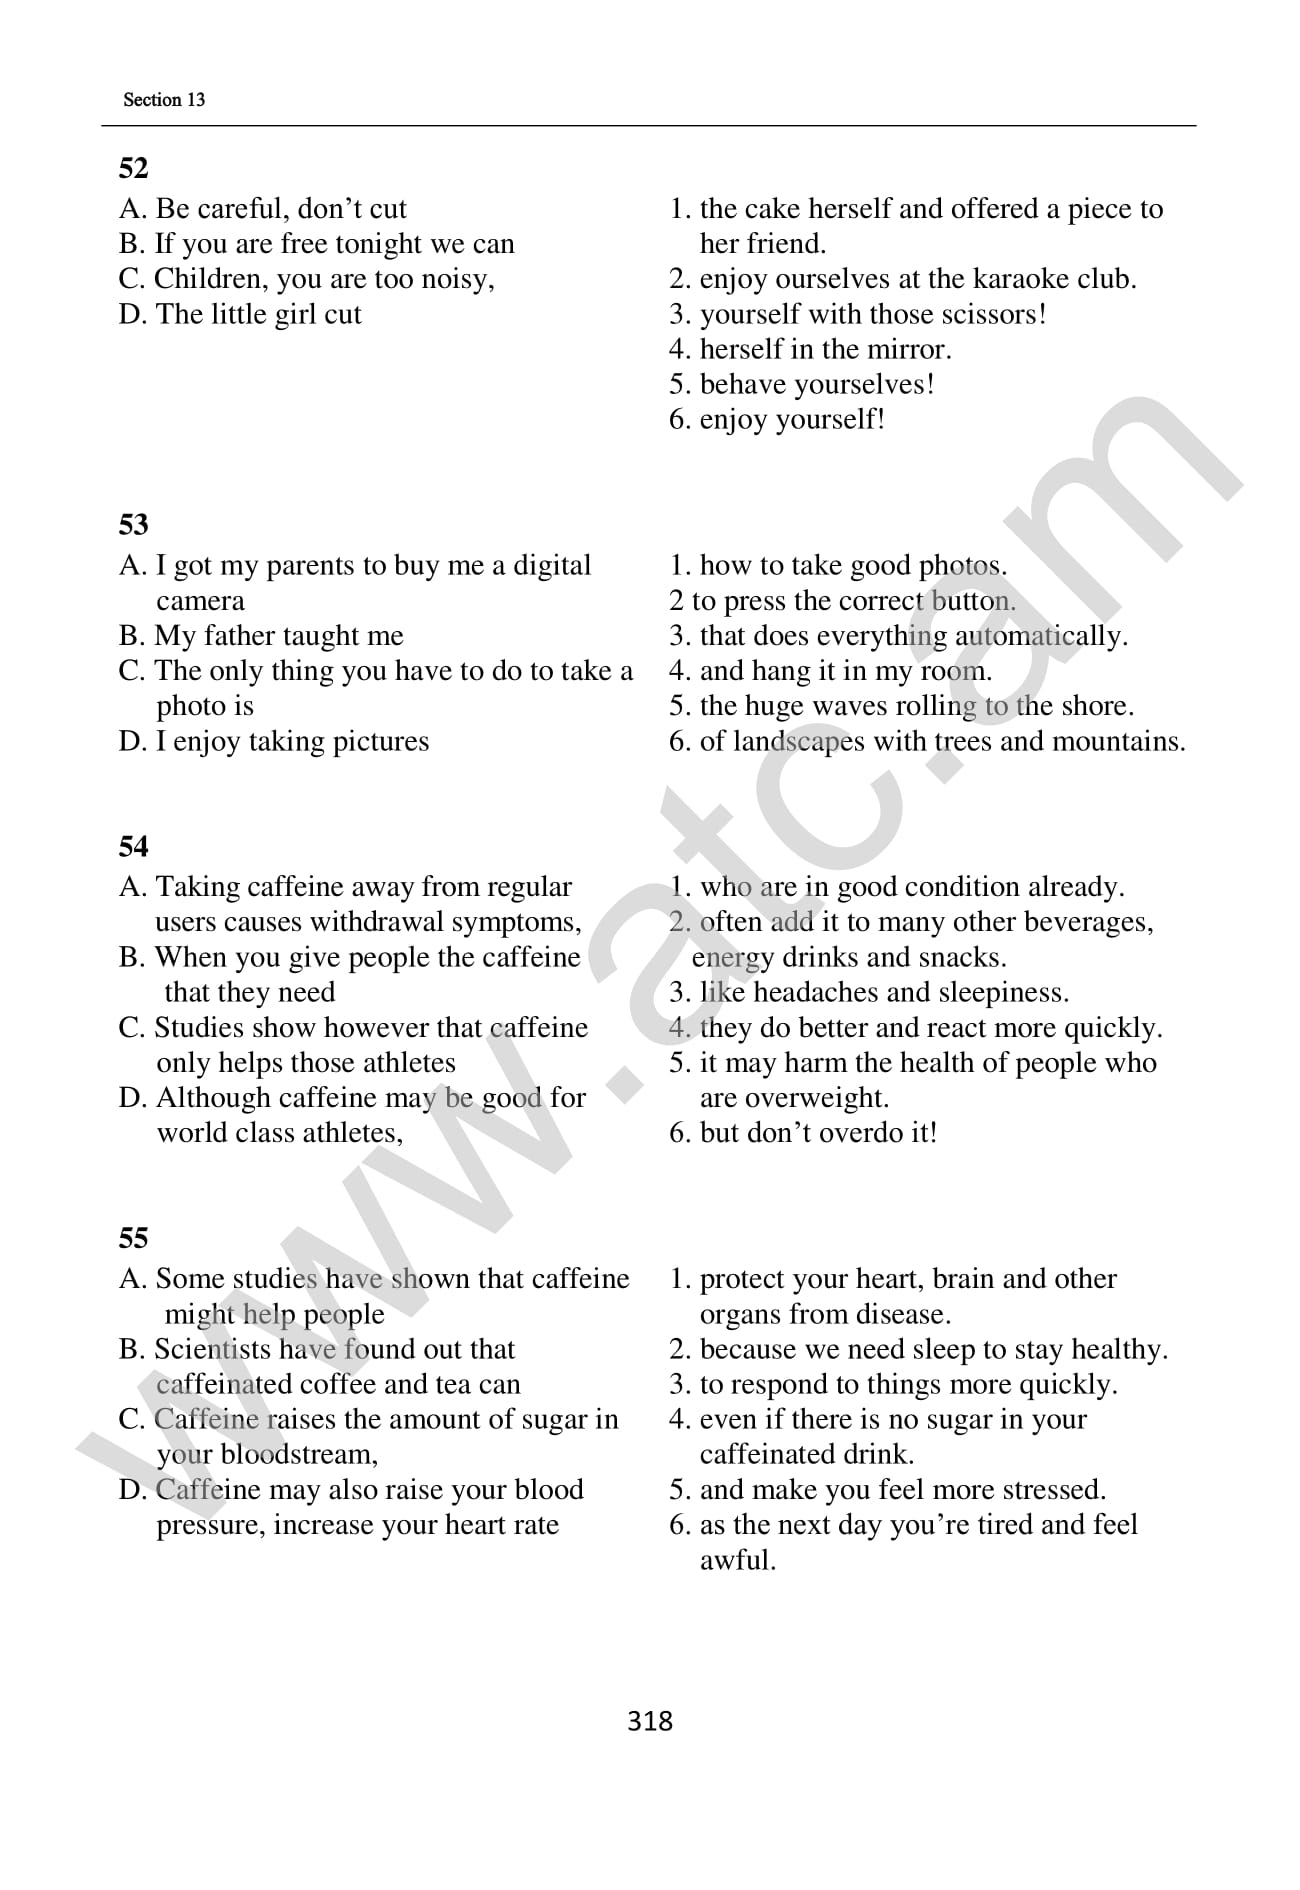 Section 13
52
A. Be careful, don’t cut
B. If you are free tonight we can
C. Children, you are too noisy,
D. The little girl cut
1. the cake herself and offered a piece to
her friend.
2. enjoy ourselves at the karaoke club.
3. yourself with those scissors!
4. herself in the mirror.
5. behave yourselves!
6. enjoy yourself!
53
A. I got my parents to buy me a digital
camera
B. My father taught me
C. The only thing you have to do to take a
photo is
D. I enjoy taking pictures
1. how to take good photos.
2 to press the correct button.
3. that does everything automatically.
4. and hang it in my room.
5. the huge waves rolling to the shore.
6. of landscapes with trees and mountains.
54
A. Taking caffeine away from regular
users causes withdrawal symptoms,
B. When you give people the caffeine
that they need
C. Studies show however that caffeine
only helps those athletes
D. Although caffeine may be good for
world class athletes,
1. who are in good condition already.
2. often add it to many other beverages,
energy drinks and snacks.
3. like headaches and sleepiness.
4. they do better and react more quickly.
5. it may harm the health of people who
are overweight.
6. but don’t overdo it!
55
A. Some studies have shown that caffeine
might help people
B. Scientists have found out that
caffeinated coffee and tea can
C. Caffeine raises the amount of sugar in
your bloodstream,
D. Caffeine may also raise your blood
pressure, increase your heart rate
1. protect your heart, brain and other
organs from disease.
2. because we need sleep to stay healthy.
3. to respond to things more quickly.
4. even if there is no sugar in your
caffeinated drink.
5. and make you feel more stressed.
6. as the next day you’re tired and feel
awful.
318
www.atc.am